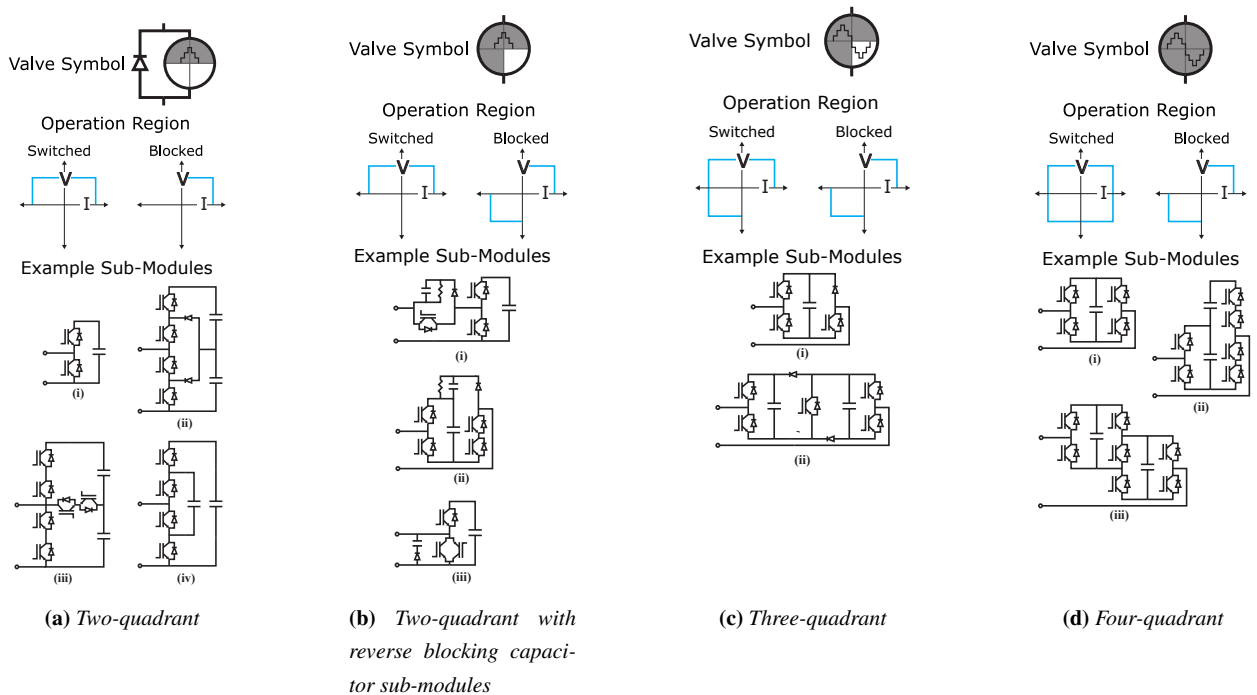 Valve Symbol
Operation Region
Switched
Blocked
V
I
V
I
Example Sub-Modules
(i)
(ii)
(iii)
(iv)
(a) Two-quadrant
Valve Symbol
Operation Region
Switched
Blocked
V
I
V
I
Example Sub-Modules
(i)
(ii)
(iii)
(b) Two-quadrant with
reverse blocking capaci-
tor sub-modules
Valve Symbol
Operation Region
Switched
Blocked
V
I
V
I
Example Sub-Modules
(i)
(ii)
(c) Three-quadrant
Valve Symbol
Operation Region
Switched
Blocked
V
I
V
I
Example Sub-Modules
(i)
(ii)
(iii)
(d) Four-quadrant